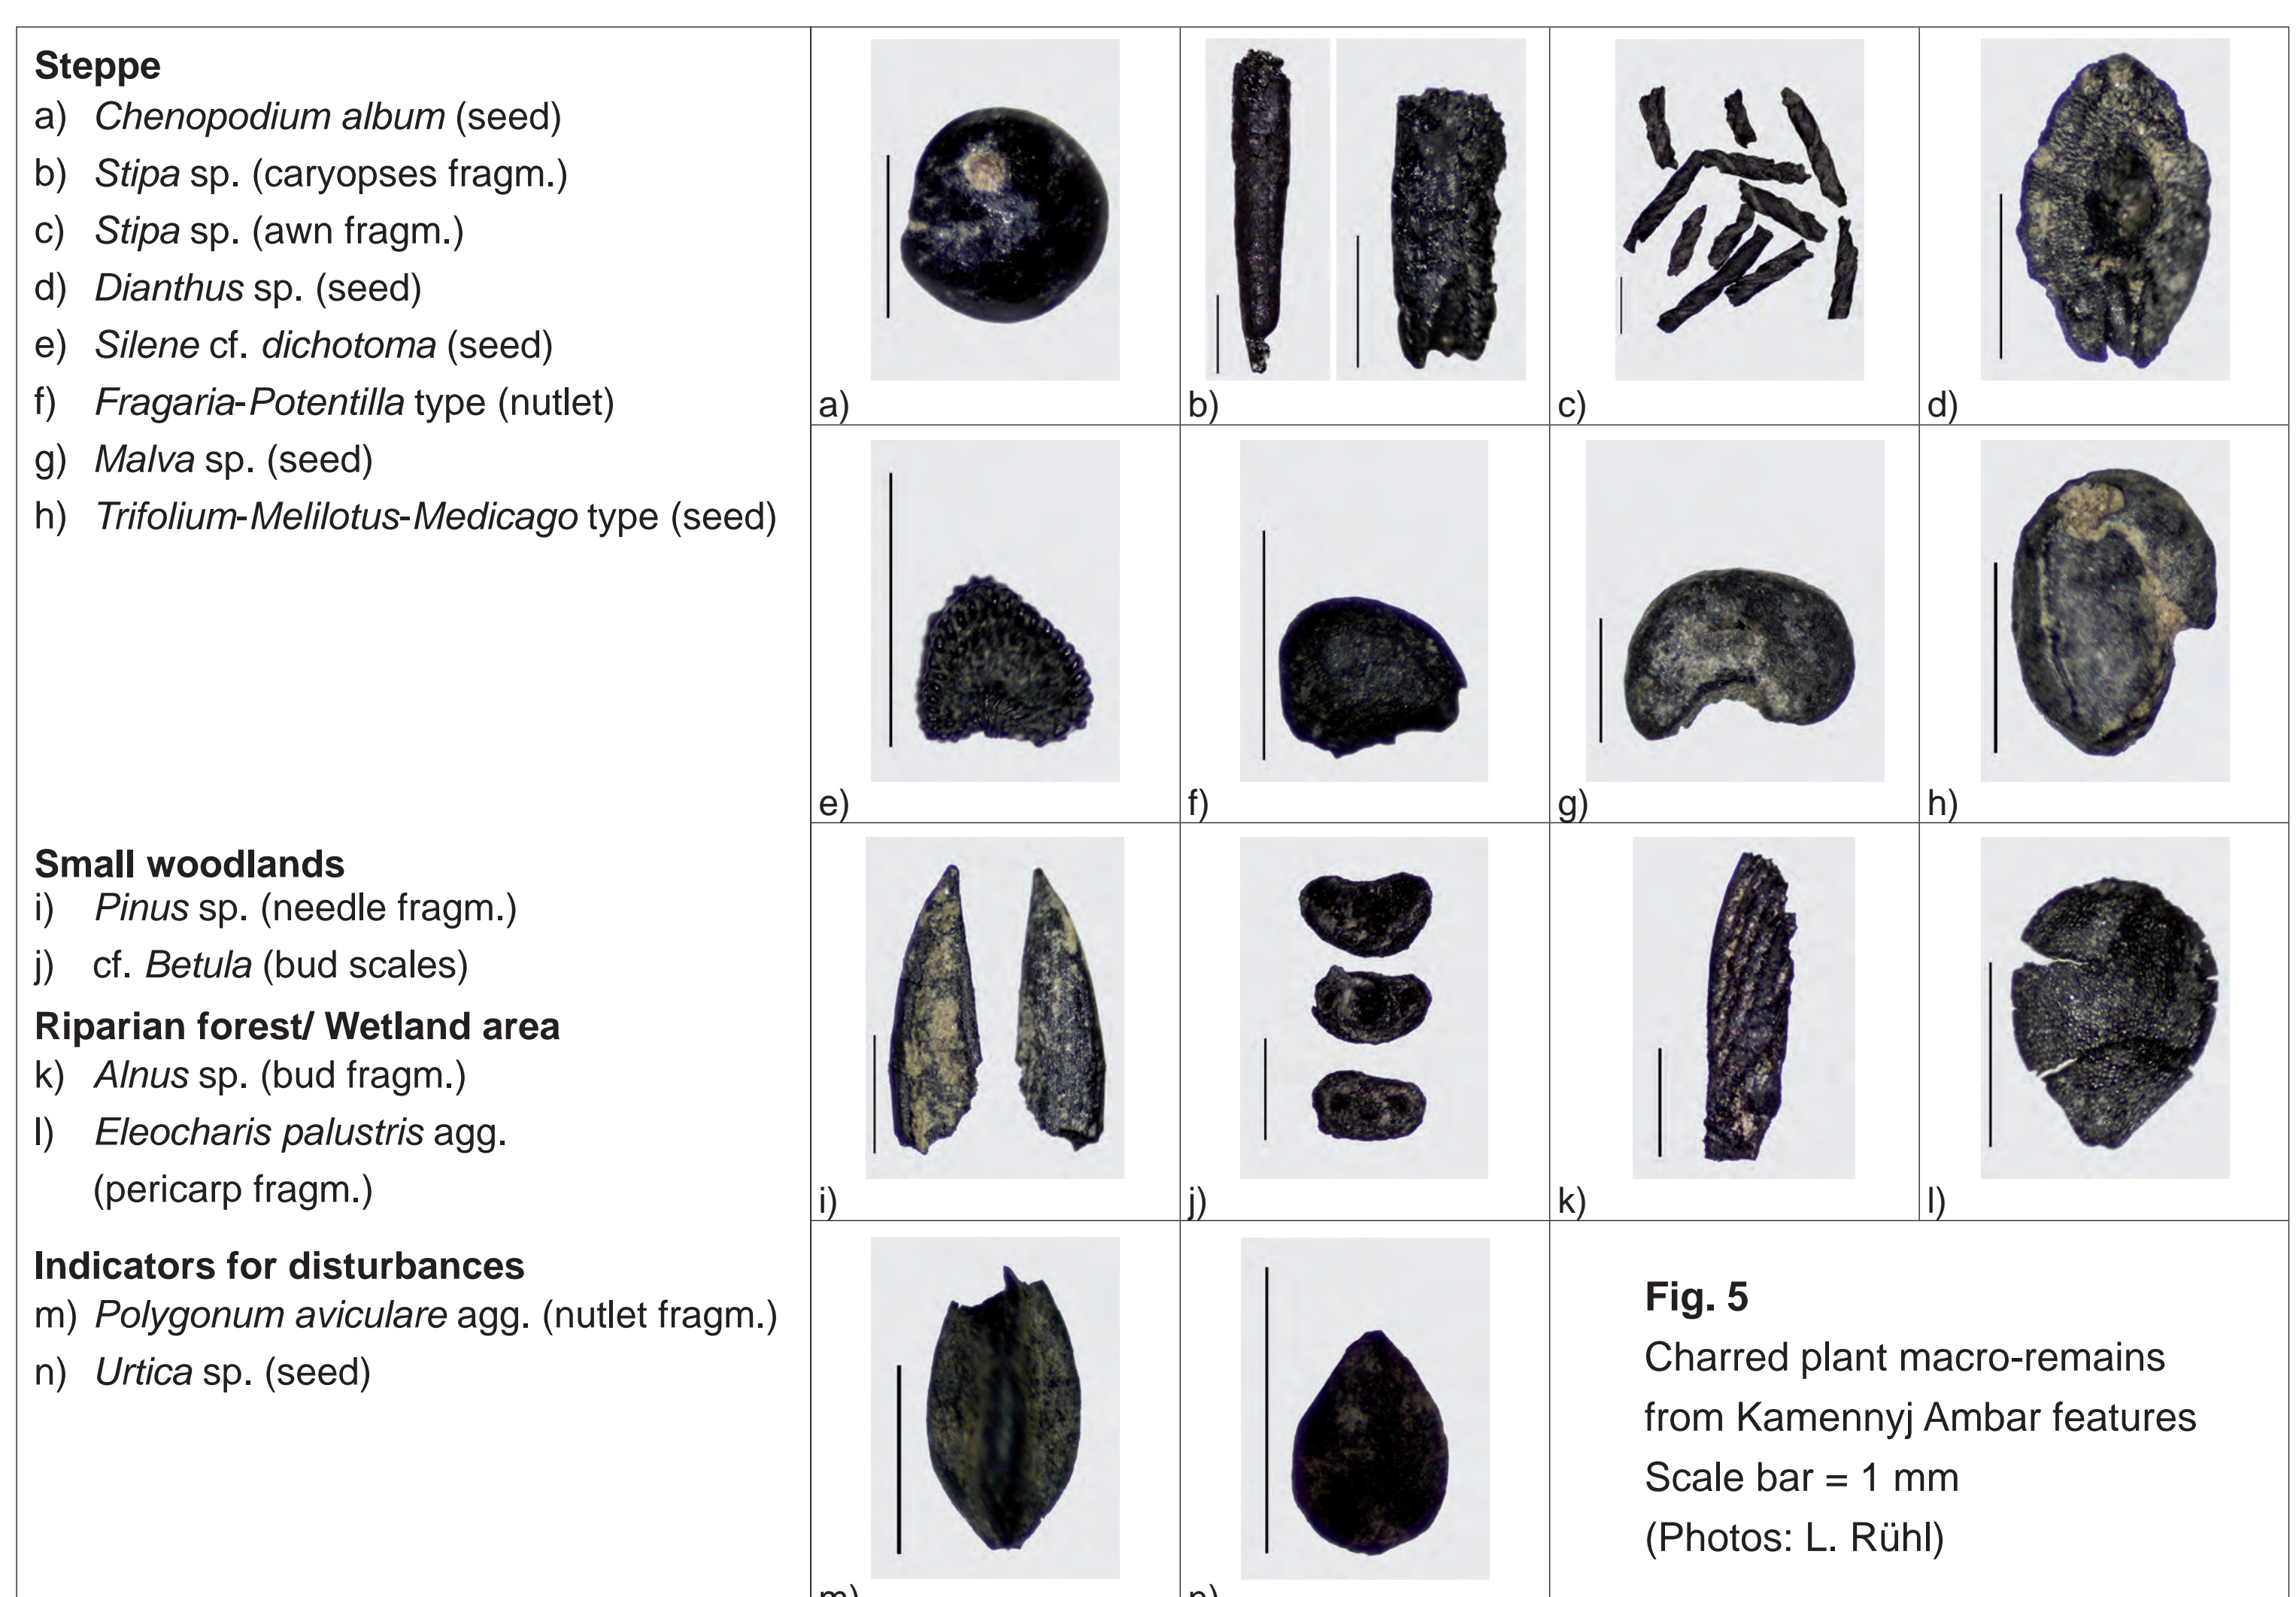 Steppe
a) Chenopodium album (seed)
b) Stipa sp. (caryopses fragm.)
c) Stipa sp. (awn fragm.)
d) Dianthus sp. (seed)
e) Silene cf. dichotoma (seed)
f) Fragaria-Potentilla type (nutlet)
g) Malva sp. (seed)
h) Trifolium-Melilotus-Medicago type (seed)
Small woodlands
i) Pinus sp. (needle fragm.)
j) cf. Betula (bud scales)
Riparian forest/ Wetland area
k) Alnus sp. (bud fragm.)
l) Eleocharis palustris agg.
(pericarp fragm.)
Indicators for disturbances
m) Polygonum aviculare agg. (nutlet fragm.)
n) Urtica sp. (seed)
a)
b)
c)
d)
e)
f)
g)
h)
i)
j)
k)
l)
m)
n)
Fig. 5
Charred plant macro-remains
from Kamennyj Ambar features
Scale bar = 1 mm
(Photos: L. Rühl)